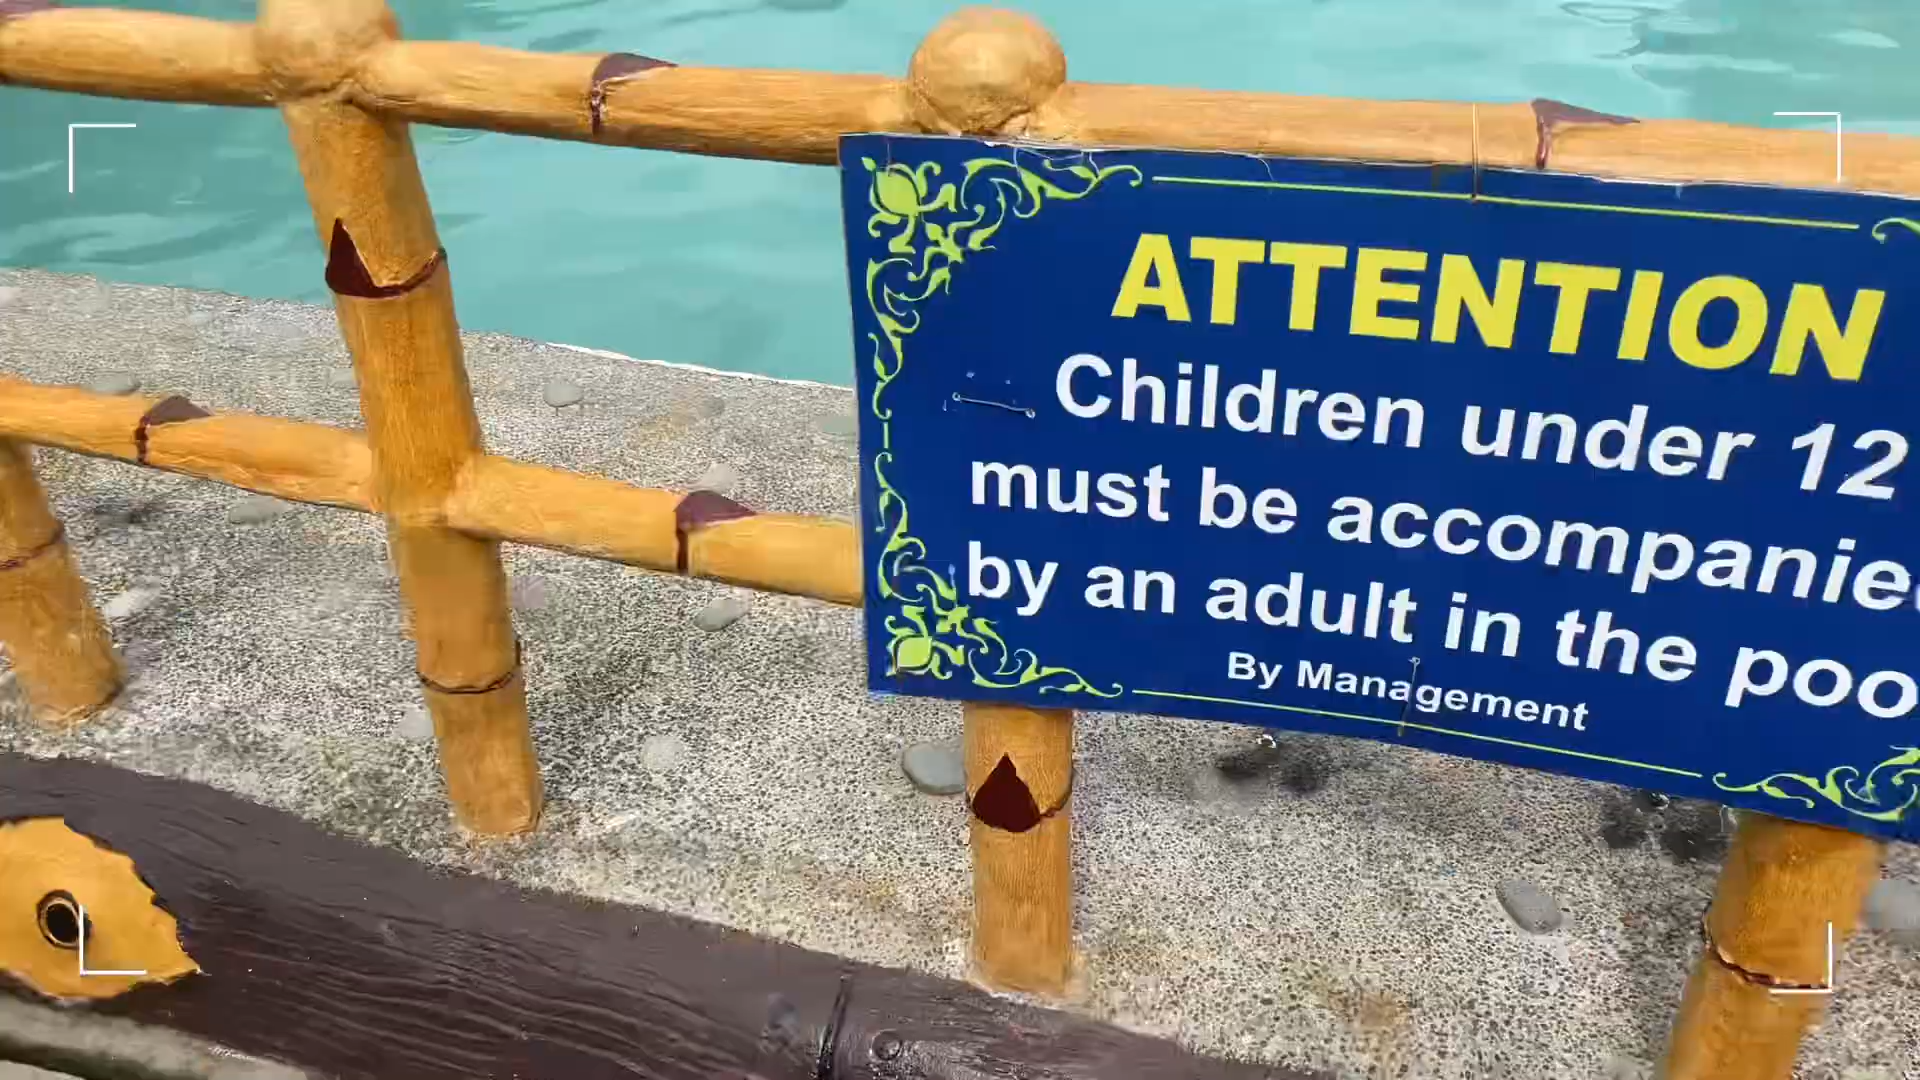 ATTENTION
Children under 12
must be accompanie
by an adult in the poo
By Management